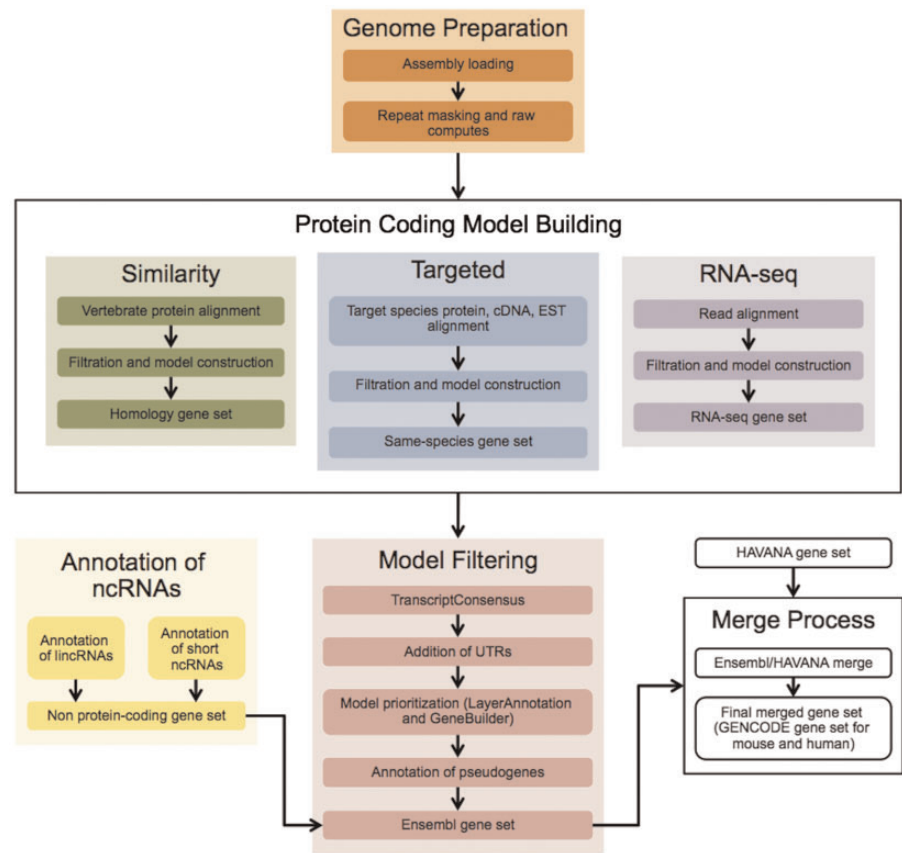 Genome Preparation
Assembly loading
Repeat masking and raw
computes
Protein Coding Model Building
Similarity
Vertebrate protein alignment
Filtration and model construction
Homology gene set
Targeted
Target species protein, cDNA, EST
alignment
Filtration and model construction
Same-species gene set
RNA-seq
Read alignment
Filtration and model construction
RNA-seq gene set
Annotation of
ncRNAs
Annotation
of lincRNAs
Annotation
of short
ncRNAs
Non protein-coding gene set
Model Filtering
TranscriptConsensus
Addition of UTRs
Model prioritization (LayerAnnotation
and GeneBuilder)
Annotation of pseudogenes
Ensembl gene set
HAVANA gene set
Merge Process
Ensembl/HAVANA merge
Final merged gene set
(GENCODE gene set for
mouse and human)